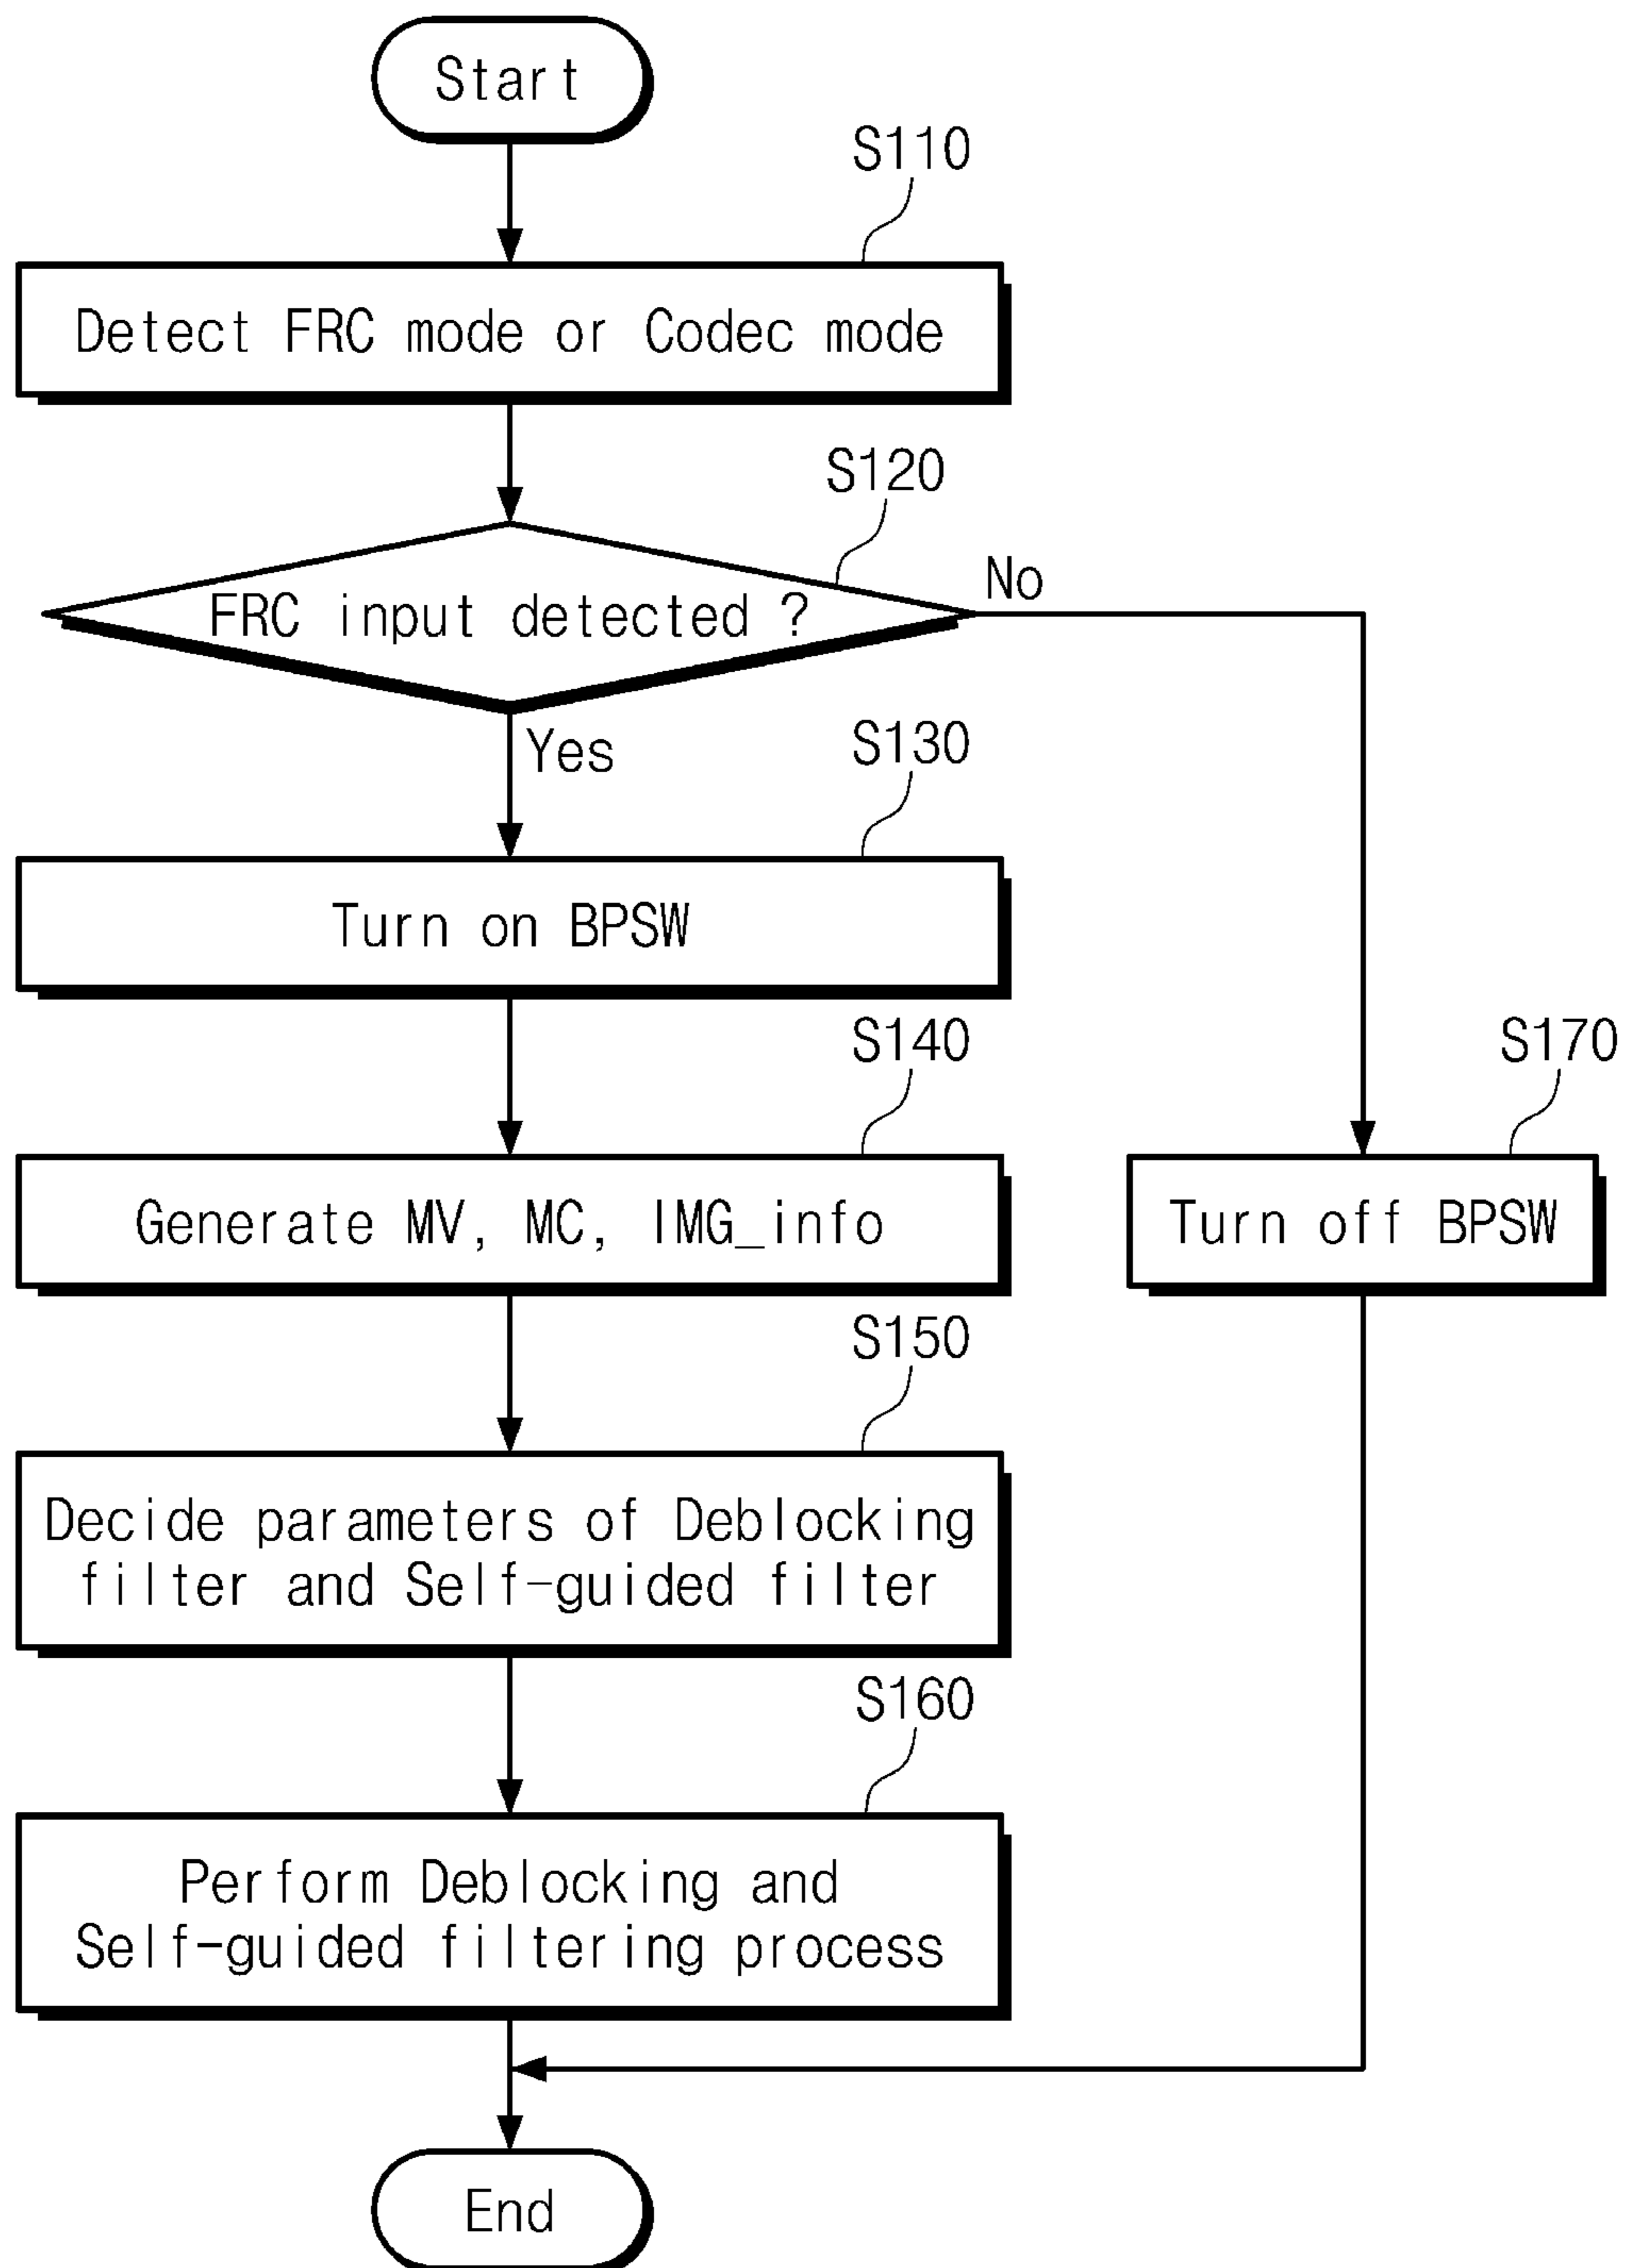 Start
S110
Detect FRC mode or Codec mode
S120
FRC input detected ?
No
Yes
S130
Turn on BPSW
S140
Generate MV, MC, IMG_info
S170
Turn off BPSW
S150
Decide parameters of Deblocking
filter and Self-guided filter
S160
Perform Deblocking and
Self-guided filtering process
End